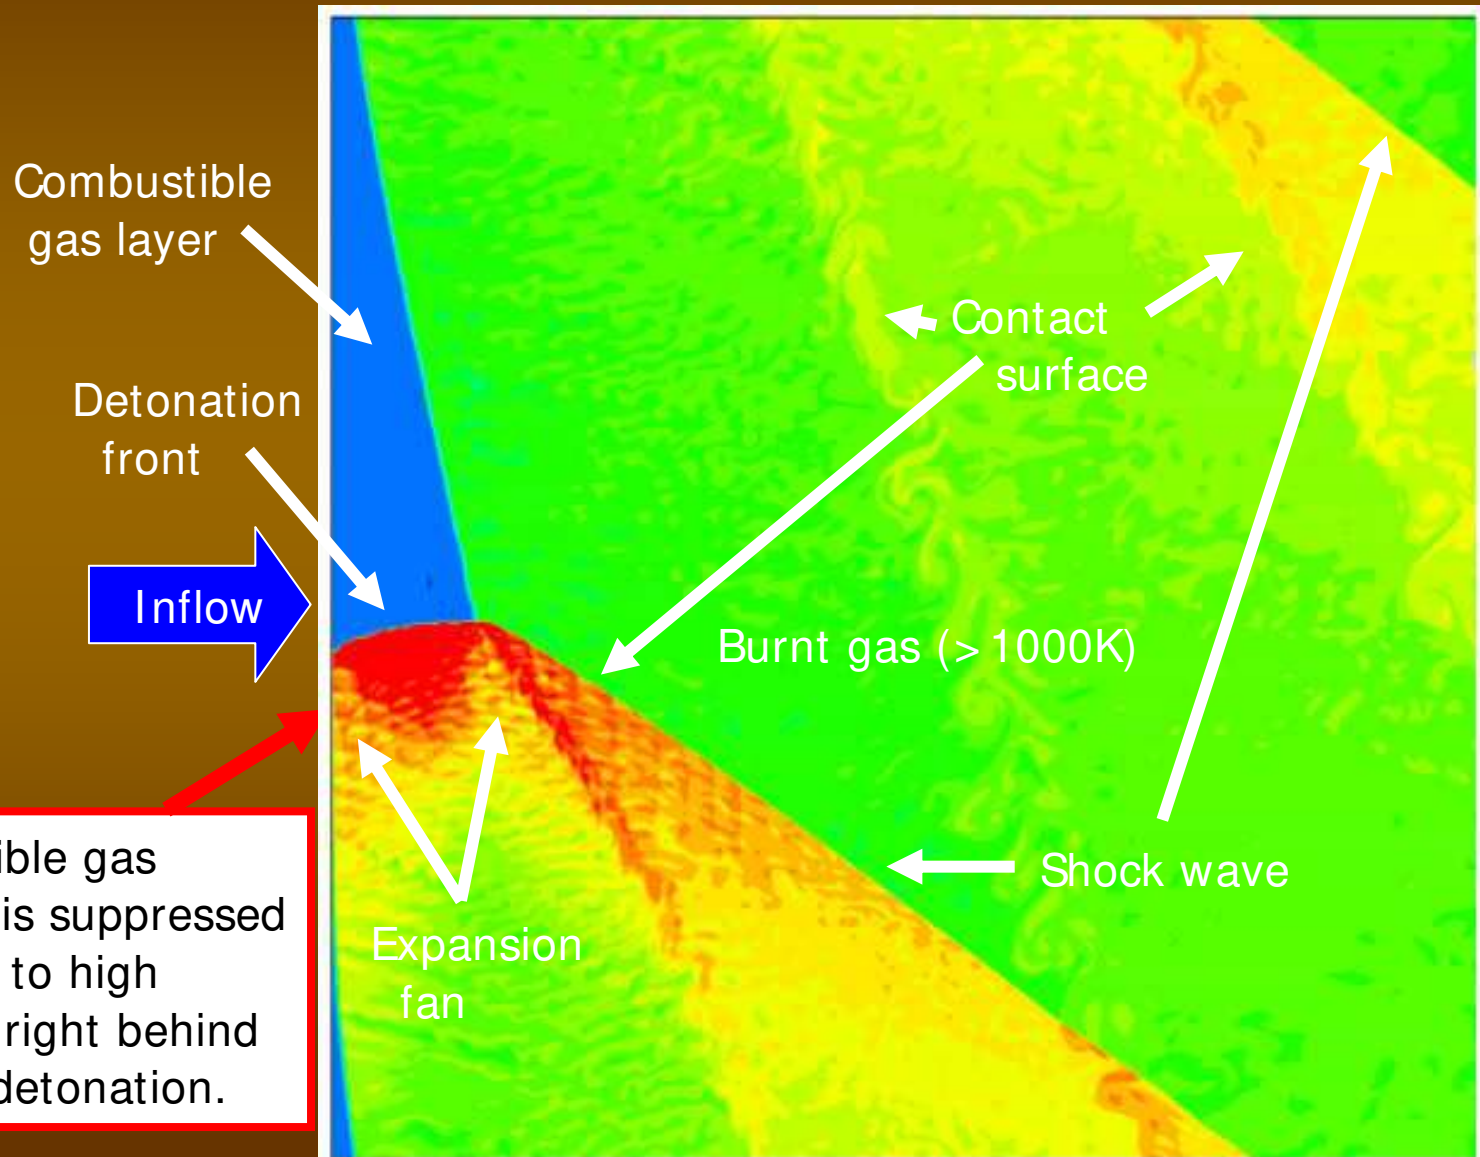 Combustible
gas layer
Detonation
front
Inflow
Contact
surface
Burnt gas (>1000K)
Shock wave
Expansion
fan
gas
is suppressed
to high
right behind
detonation.